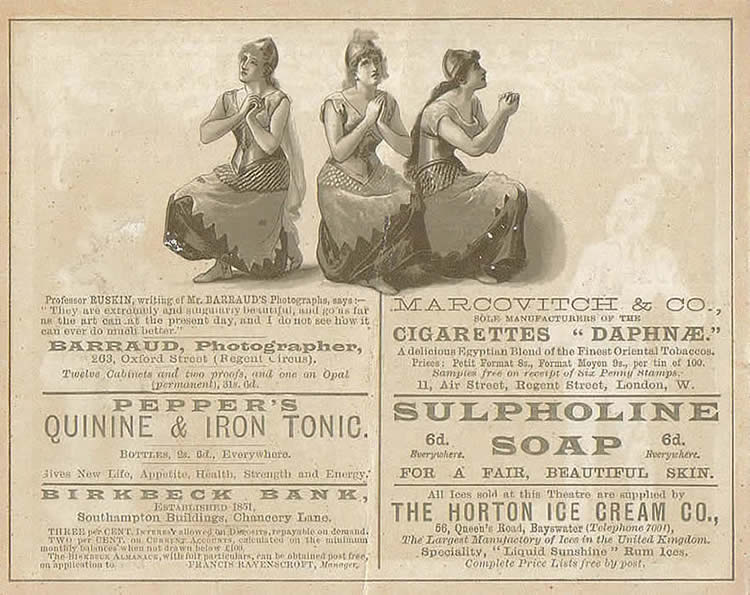 Professor RUSKIN, writing of Mr. BARRAUD'S Photographs, says:—
"They are extremely and singularly beautiful, and go as far
as the art can at the present day, and I do not see how it
can ever do much better."
BARRAUD, Photographer,
263, Oxford Street (Regent Circus).
Twelve Cabinets and two proofs, and one on Opal
(permanent), 31s. 6d.
PEPPER'S
QUININE & IRON TONIC.
BOTTLES, 2s. 6d., Everywhere.
Gives New Life, Appetite, Health, Strength and Energy.
BIRKBECK BANK,
ESTABLISHED 1851,
Southampton Buildings, Chancery Lane.
THREE per CENT. INTEREST allowed on DEPOSITS, repayable on demand.
TWO per CENT. on CURRENT ACCOUNTS, calculated on the minimum
monthly balances when not drawn below £100.
The BIRKBECK ALMANACK, with full particulars, can be obtained post free,
on application to FRANCIS RAVENSCROFT, Manager.
MARCOVITCH & CO.,
SOLE MANUFACTURERS OF THE
CIGARETTES "DAPHNÆ."
A delicious Egyptian Blend of the Finest Oriental Tobaccos.
Prices: Petit Format 8s., Format Moyen 9s., per tin of 100.
Samples free on receipt of Six Penny Stamps.
11, Air Street, Regent Street, London, W.
SULPHOLINE
6d. SOAP 6d.
Everywhere. Everywhere.
FOR A FAIR, BEAUTIFUL SKIN.
All Ices sold at this Theatre are supplied by
THE HORTON ICE CREAM CO.,
56, Queen's Road, Bayswater (Telephone 7001),
The Largest Manufactory of Ices in the United Kingdom.
Speciality, "Liquid Sunshine" Rum Ices.
Complete Price Lists free by post.